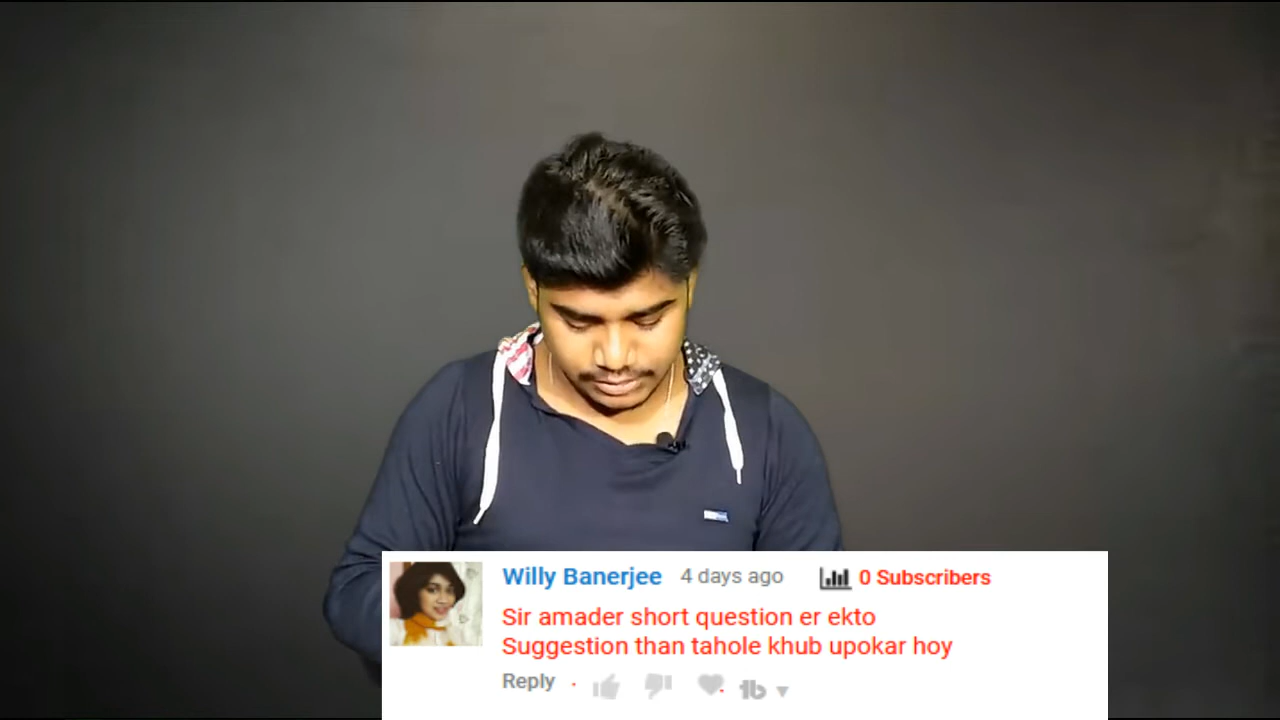 Willy Banerjee 4 days ago 0 Subscribers
Sir amader short question er ekto
Suggestion than tahole khub upokar hoy
Reply